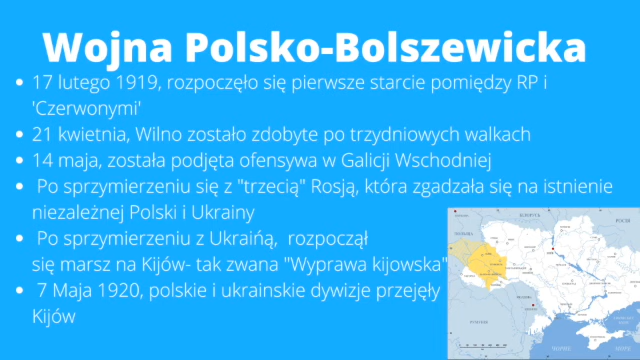 Wojna Polsko-Bolszewicka
• 17 lutego 1919, rozpoczęło się pierwsze starcie pomiędzy RP i
'Czerwonymi'
• 21 kwietnia, Wilno zostało zdobyte po trzydniowych walkach
• 14 maja, została podjęta ofensywa w Galicji Wschodniej
• Po sprzymierzeniu się z "trzecią" Rosją, która zgadzała się na istnienie
niezależnej Polski i Ukrainy
• Po sprzymierzeniu z Ukraińą, rozpoczął
się marsz na Kijów- tak zwana "Wyprawa kijowska"
• 7 Maja 1920, polskie i ukrainskie dywizje przejęły
Kijów